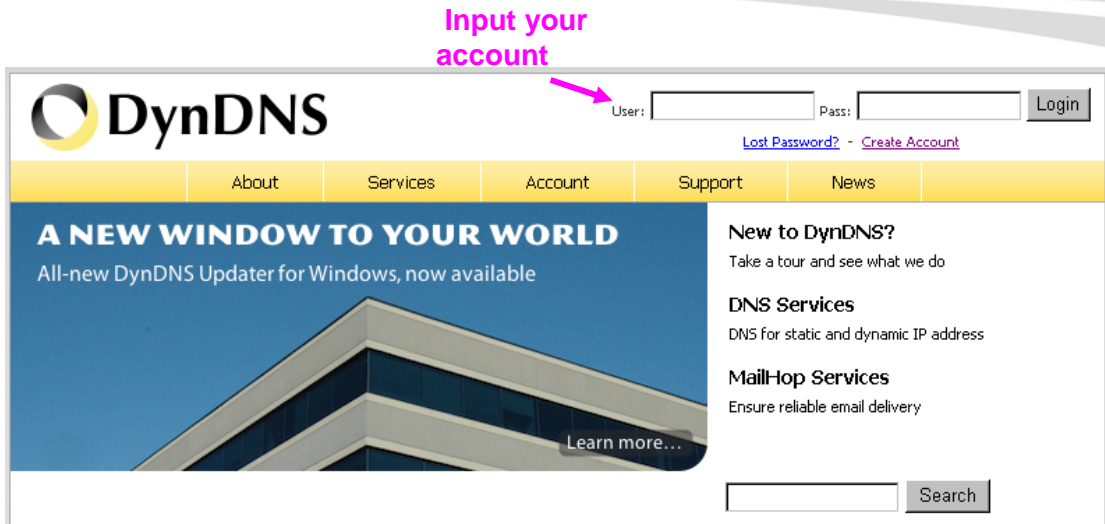 Input your
account
DynDNS
User: Pass: Login
Lost Password? - Create Account
About Services Account Support News
A NEW WINDOW TO YOUR WORLD
All-new DynDNS Updater for Windows, now available
Learn more...
New to DynDNS?
Take a tour and see what we do
DNS Services
DNS for static and dynamic IP address
MailHop Services
Ensure reliable email delivery
Search